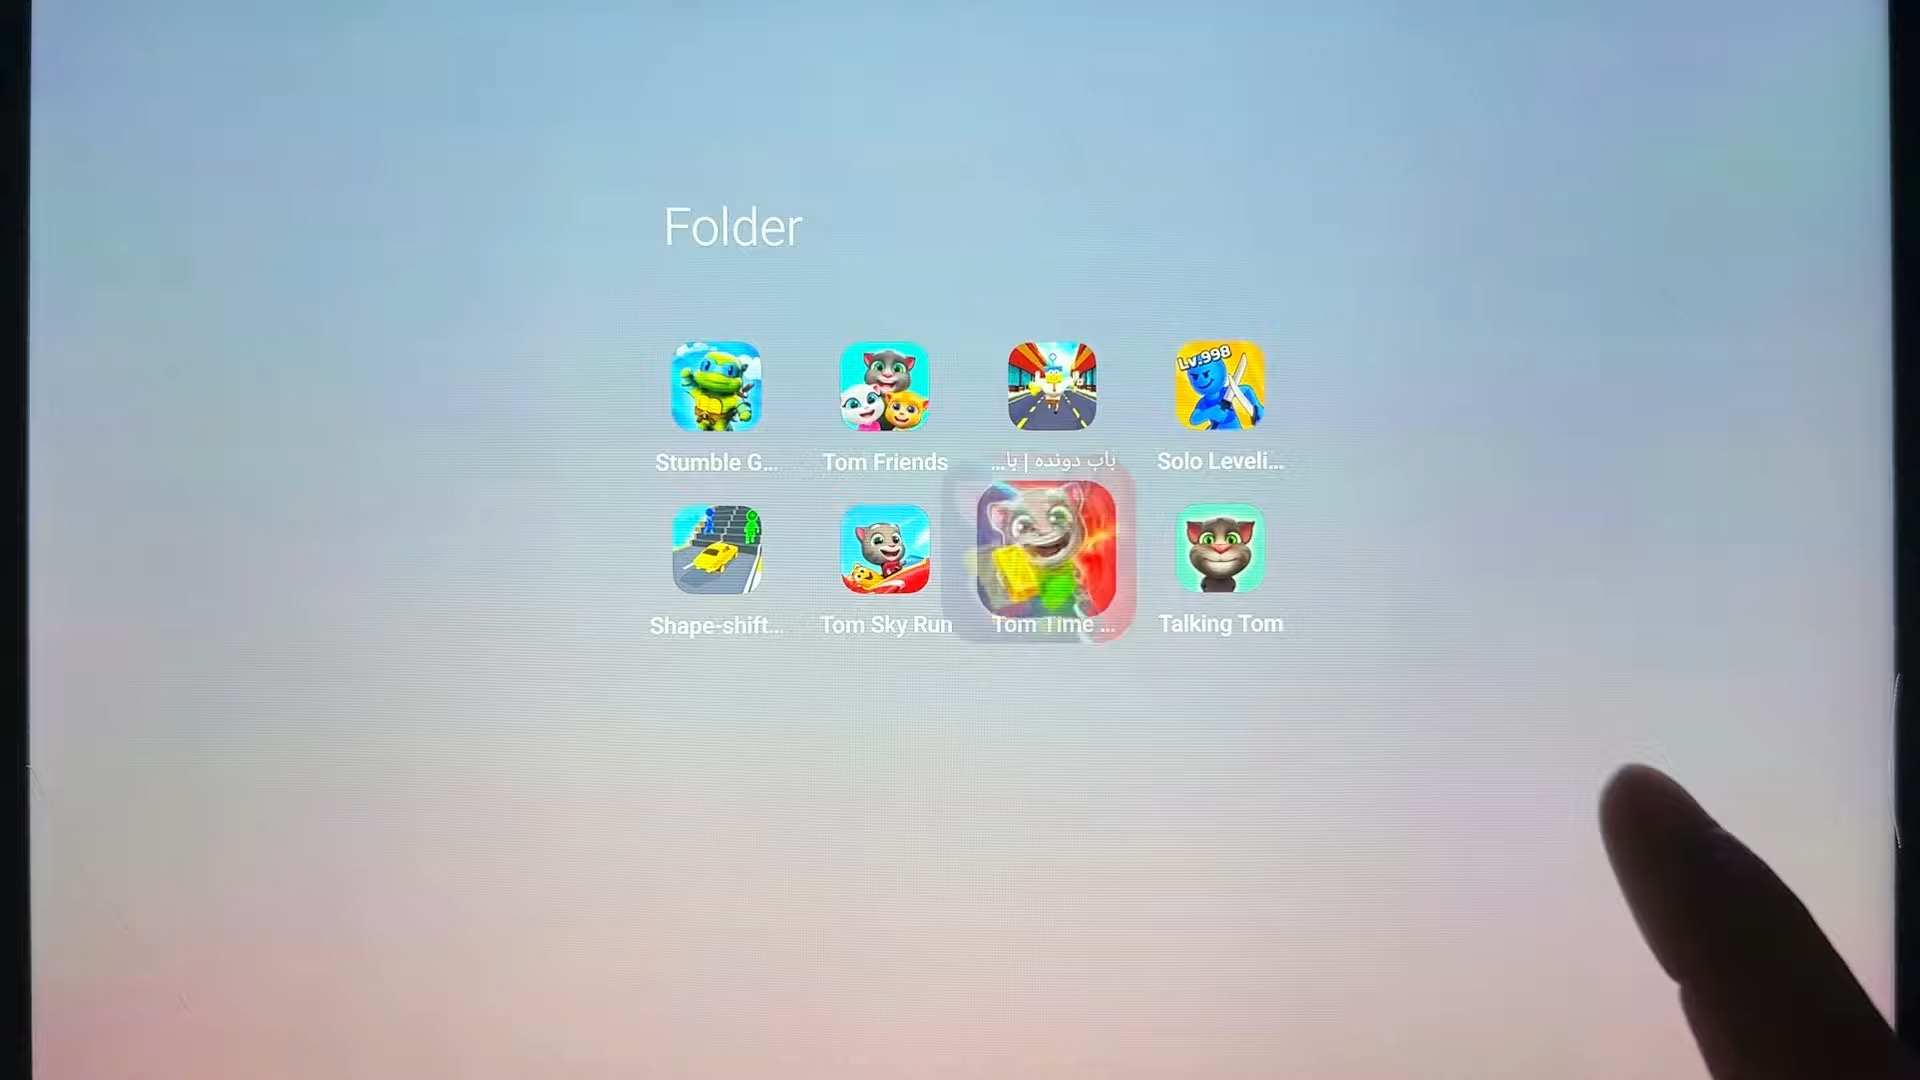 Folder
Stumble G...
Tom Friends
باب دونده | با...
Lv.998
Solo Leveli...
Shape-shift...
Tom Sky Run
Tom Time ...
Talking Tom